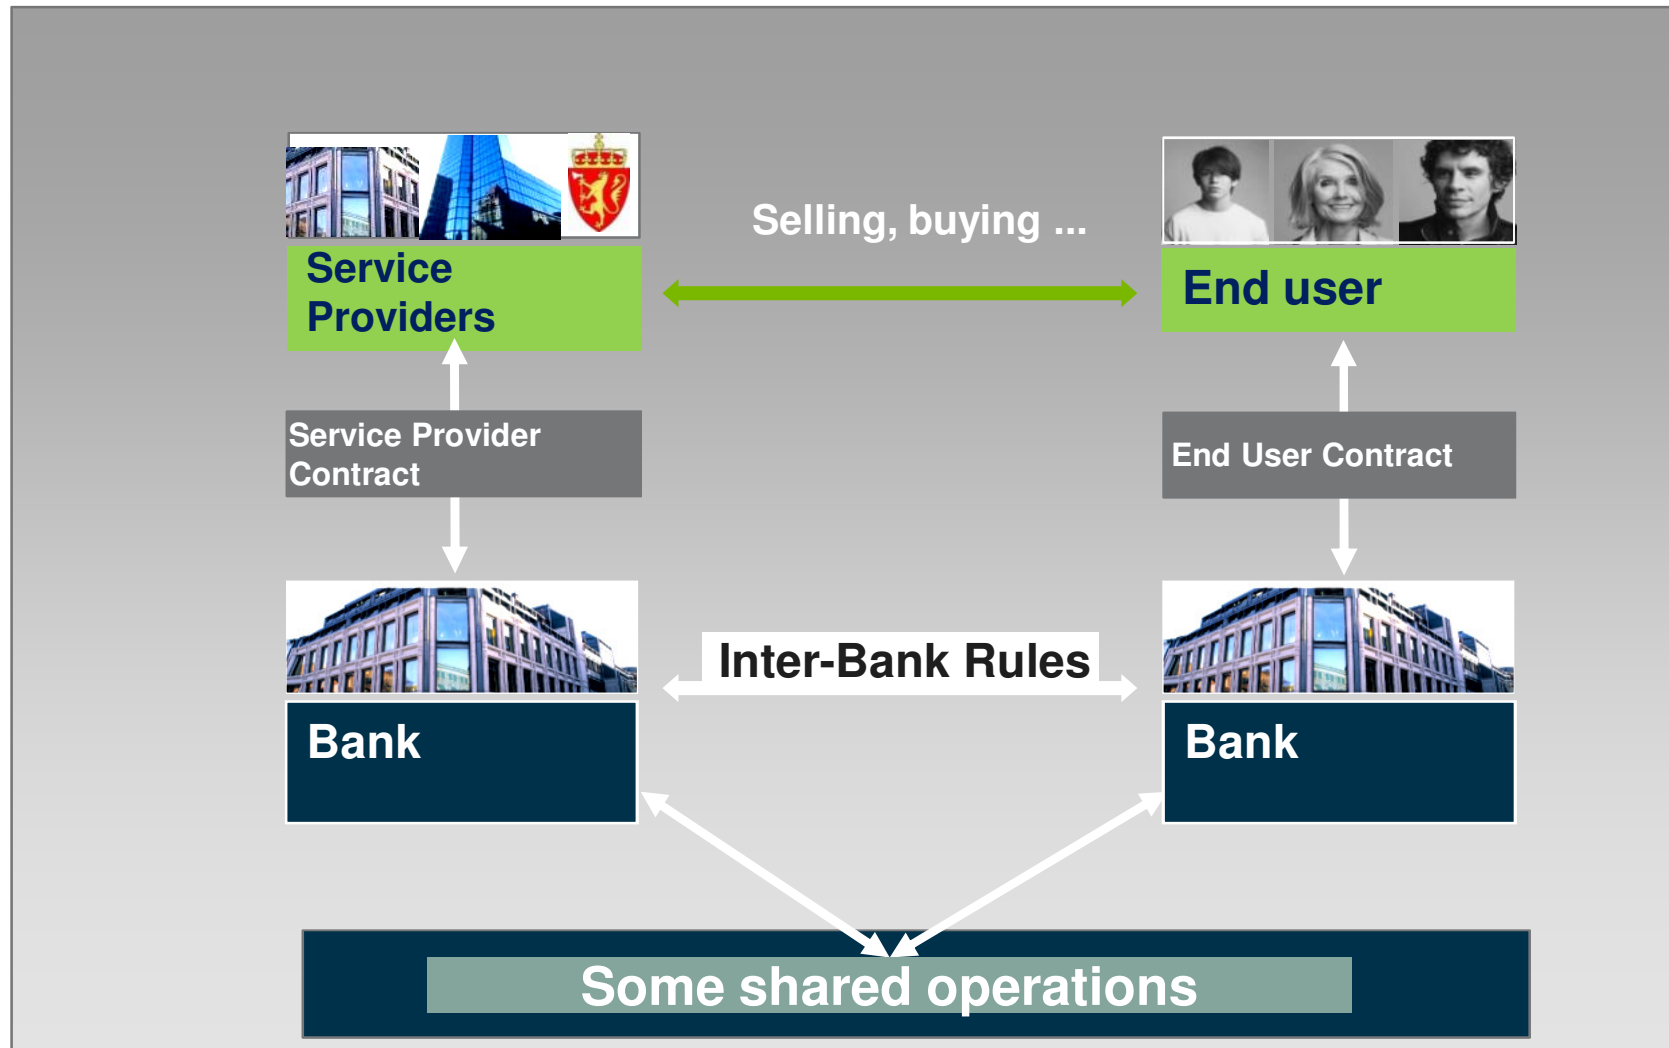 Selling, buying ...
Service
Providers
End user
Service Provider
Contract
End User Contract
Inter-Bank Rules
Bank
Bank
Some shared operations